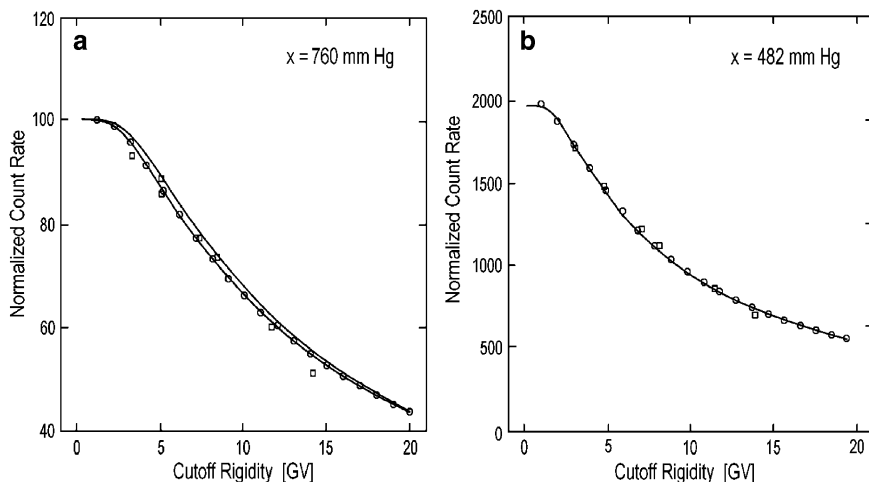 a
x = 760 mm Hg
140
120
100
80
60
40
0
5
10
15
20
Normalized Count Rate
Cutoff Rigidity [GV]
b
x = 482 mm Hg
2500
2000
1500
1000
500
0
0
5
10
15
20
Normalized Count Rate
Cutoff Rigidity [GV]